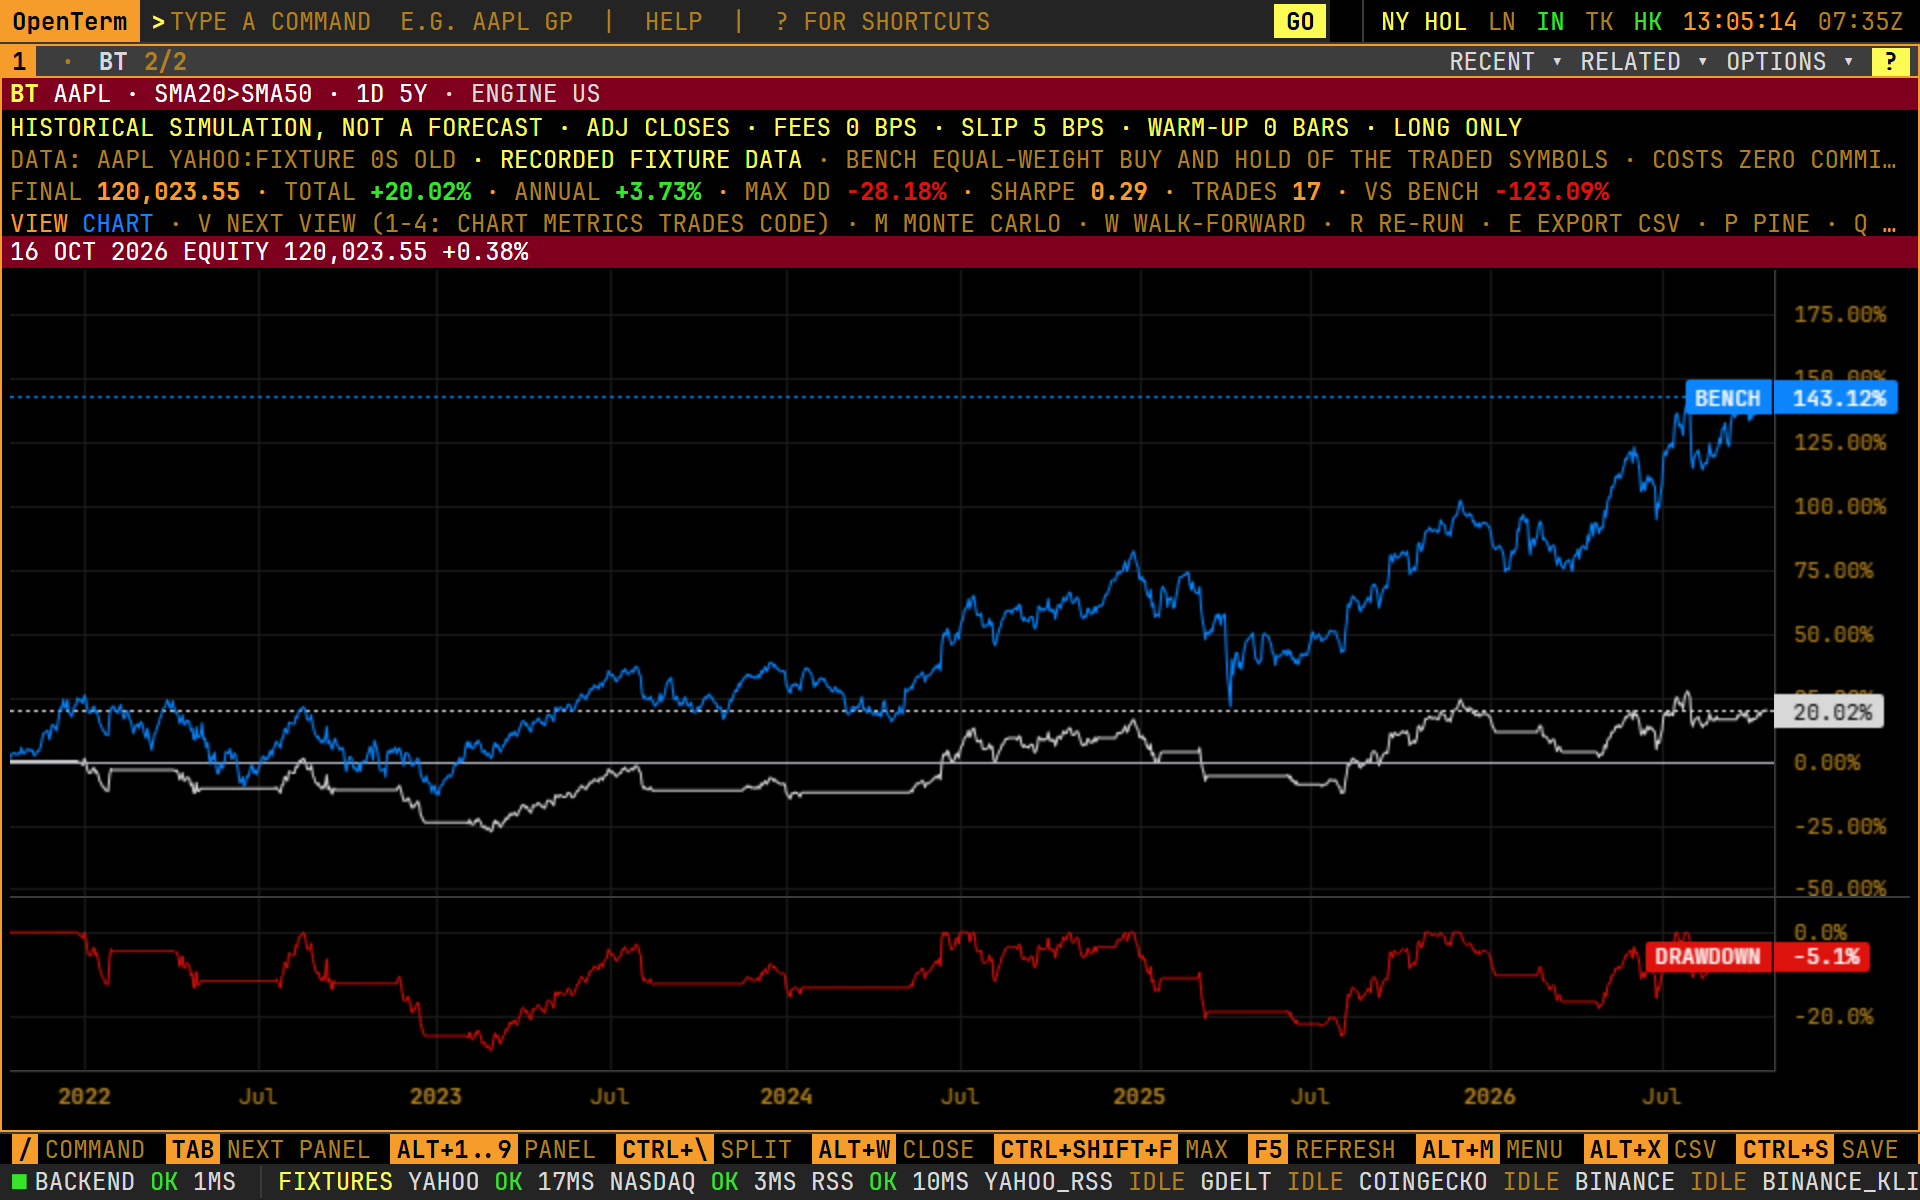 OpenTerm >TYPE A COMMAND E.G. AAPL GP | HELP | ? FOR SHORTCUTS GO NY HOL LN IN TK HK 13:05:14 07:35Z
1 · BT 2/2 RECENT ▾ RELATED ▾ OPTIONS ▾ ?
BT AAPL · SMA20>SMA50 · 1D 5Y · ENGINE US
HISTORICAL SIMULATION, NOT A FORECAST · ADJ CLOSES · FEES 0 BPS · SLIP 5 BPS · WARM-UP 0 BARS · LONG ONLY
DATA: AAPL YAHOO:FIXTURE 0S OLD · RECORDED FIXTURE DATA · BENCH EQUAL-WEIGHT BUY AND HOLD OF THE TRADED SYMBOLS · COSTS ZERO COMMI…
FINAL 120,023.55 · TOTAL +20.02% · ANNUAL +3.73% · MAX DD -28.18% · SHARPE 0.29 · TRADES 17 · VS BENCH -123.09%
VIEW CHART · V NEXT VIEW (1-4: CHART METRICS TRADES CODE) · M MONTE CARLO · W WALK-FORWARD · R RE-RUN · E EXPORT CSV · P PINE · Q …
16 OCT 2026 EQUITY 120,023.55 +0.38%
175.00%
150.00%
BENCH 143.12%
125.00%
100.00%
75.00%
50.00%
20.02%
0.00%
-25.00%
-50.00%
0.0%
DRAWDOWN -5.1%
-20.0%
2022 Jul 2023 Jul 2024 Jul 2025 Jul 2026 Jul
/ COMMAND TAB NEXT PANEL ALT+1..9 PANEL CTRL+\ SPLIT ALT+W CLOSE CTRL+SHIFT+F MAX F5 REFRESH ALT+M MENU ALT+X CSV CTRL+S SAVE
BACKEND OK 1MS FIXTURES YAHOO OK 17MS NASDAQ OK 3MS RSS OK 10MS YAHOO_RSS IDLE GDELT IDLE COINGECKO IDLE BINANCE IDLE BINANCE_KLI